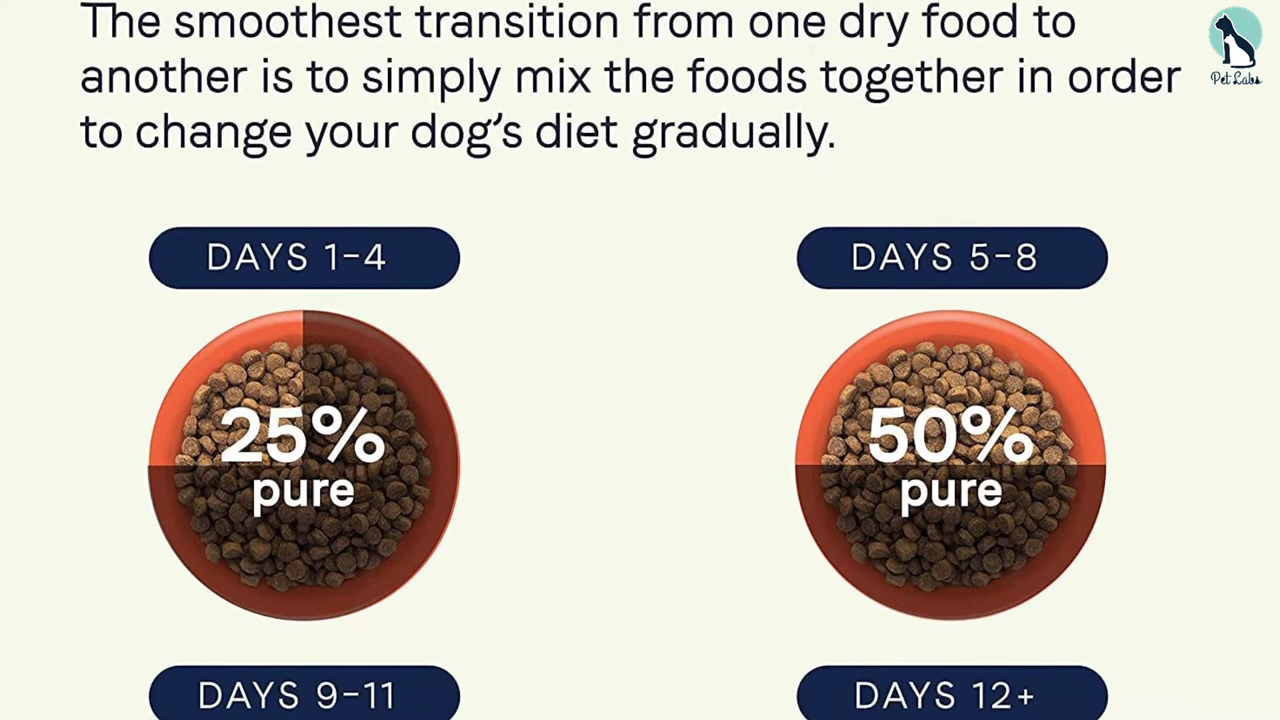 The smoothest transition from one dry food to
another is to simply mix the foods together in order
to change your dog's diet gradually.
Pet Labs
DAYS 1-4
DAYS 5-8
25%
pure
50%
pure
DAYS 9-11
DAYS 12+